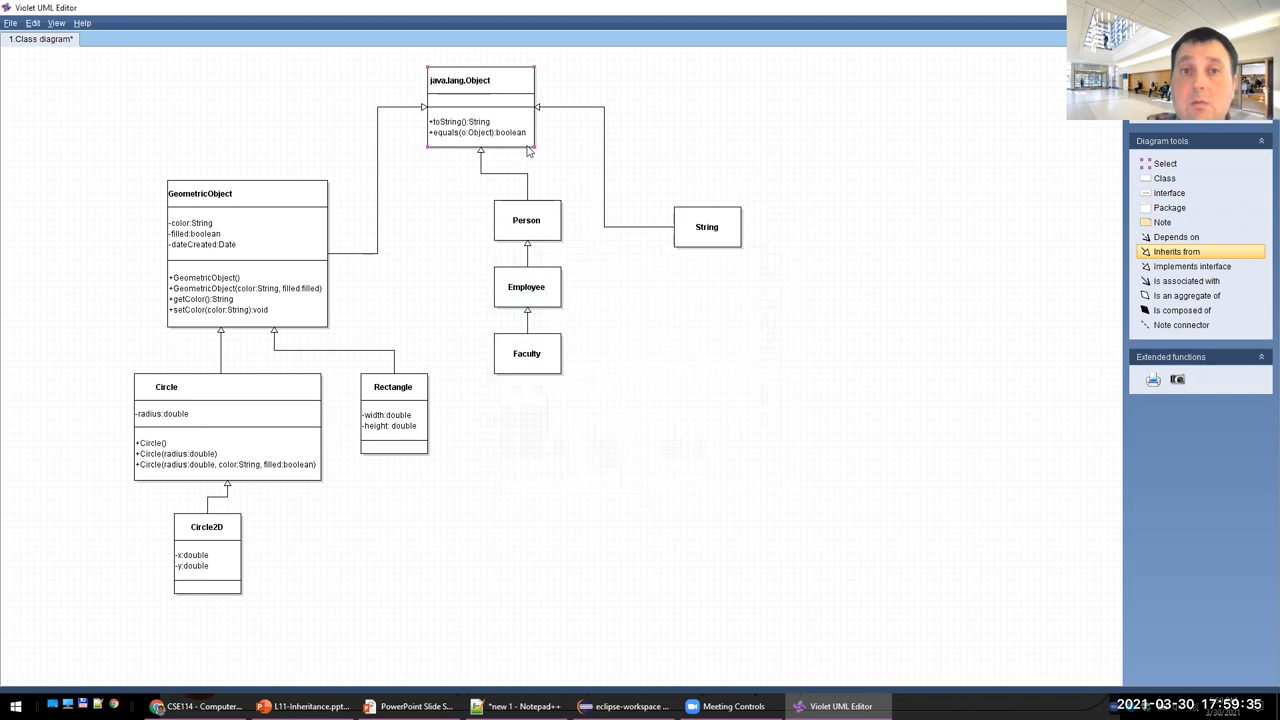 Violet UML Editor
File Edit View Help
1.Class diagram*
java.lang.Object
+toString():String
+equals(o:Object):boolean
GeometricObject
-color:String
-filled:boolean
-dateCreated:Date
+GeometricObject()
+GeometricObject(color:String, filled:filled)
+getColor():String
+setColor(color:String):void
Person
String
Employee
Faculty
Circle
-radius:double
+Circle()
+Circle(radius:double)
+Circle(radius:double, color:String, filled:boolean)
Rectangle
-width:double
-height: double
Circle2D
-x:double
-y:double
Diagram tools
Select
Class
Interface
Package
Note
Depends on
Inherits from
Implements interface
Is associated with
Is an aggregate of
Is composed of
Note connector
Extended functions
CSE114 - Computer...
L11-Inheritance.ppt...
PowerPoint Slide S...
*new 1 - Notepad++
eclipse-workspace ...
Meeting Controls
Violet UML Editor
2021-03-30 17:59:35